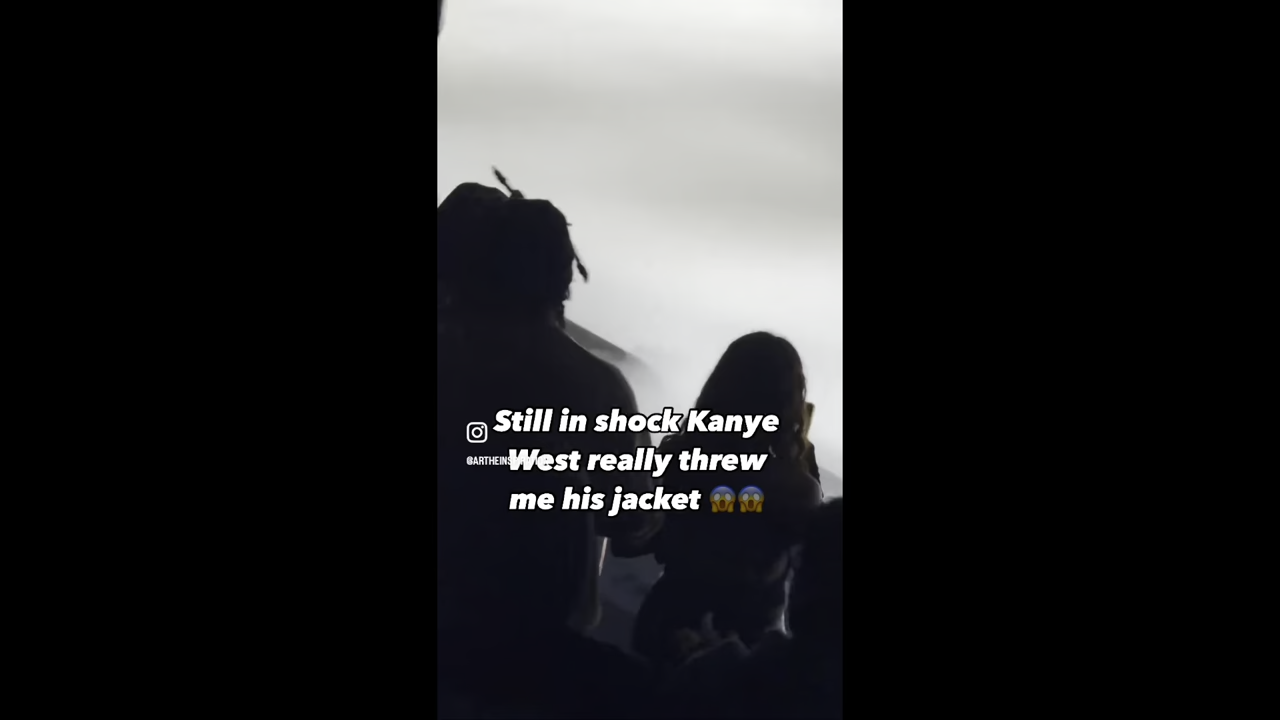 Still in shock Kanye
West really threw
me his jacket 😱😱